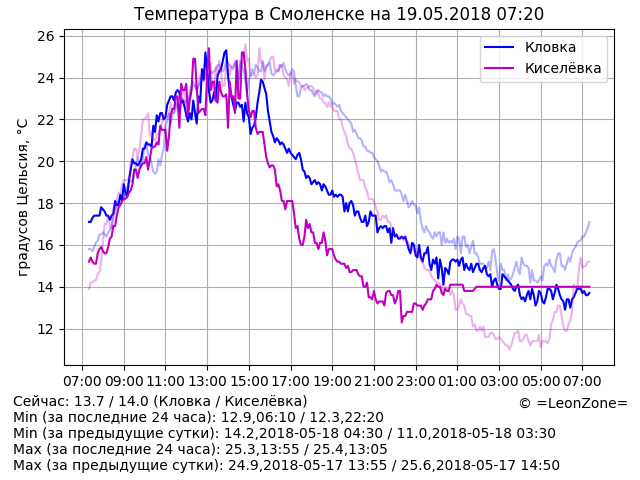 Температура в Смоленске на 19.05.2018 07:20
26
24
22
20
18
16
14
12
градусов Цельсия, °C
Кловка
Киселёвка
07:00 09:00 11:00 13:00 15:00 17:00 19:00 21:00 23:00 01:00 03:00 05:00 07:00
Сейчас: 13.7 / 14.0 (Кловка / Киселёвка)
© =LeonZone=
Min (за последние 24 часа): 12.9,06:10 / 12.3,22:20
Min (за предыдущие сутки): 14.2,2018-05-18 04:30 / 11.0,2018-05-18 03:30
Max (за последние 24 часа): 25.3,13:55 / 25.4,13:05
Max (за предыдущие сутки): 24.9,2018-05-17 13:55 / 25.6,2018-05-17 14:50